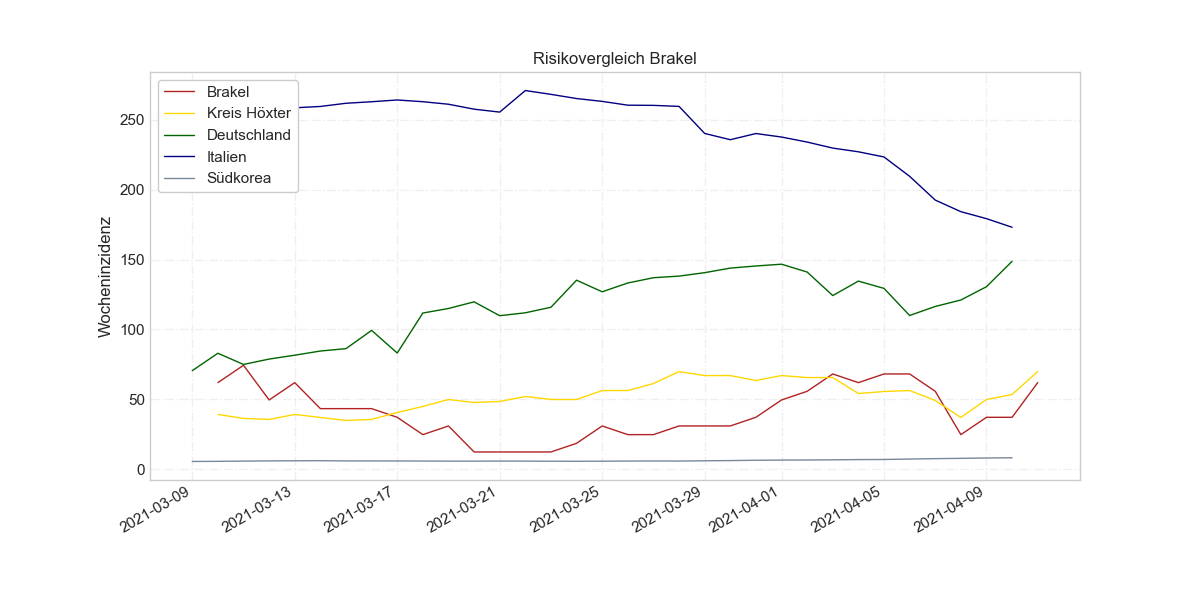 Risikovergleich Brakel
Brakel
Kreis Höxter
Deutschland
Italien
Südkorea
Wocheninzidenz
250
200
150
100
50
0
2021-03-09
2021-03-13
2021-03-17
2021-03-21
2021-03-25
2021-03-29
2021-04-01
2021-04-05
2021-04-09